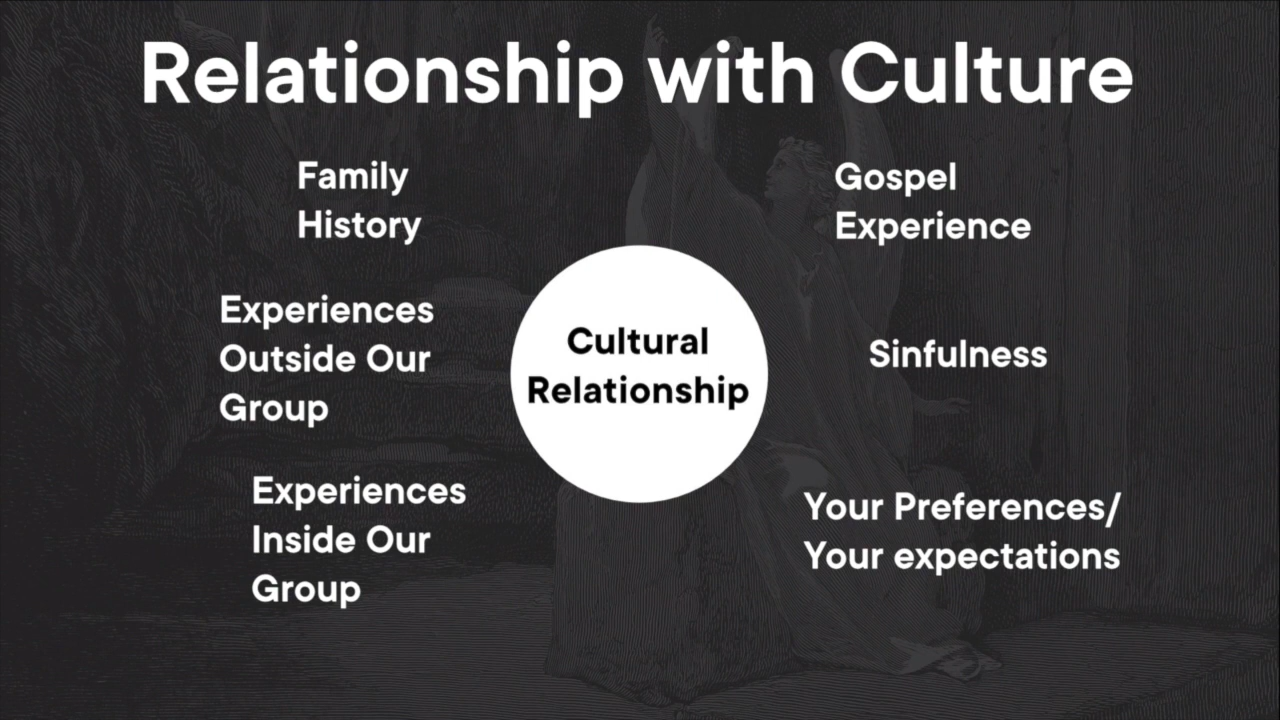 Relationship with Culture
Family
History
Gospel
Experience
Experiences
Outside Our
Group
Cultural
Relationship
Sinfulness
Experiences
Inside Our
Group
Your Preferences/
Your expectations